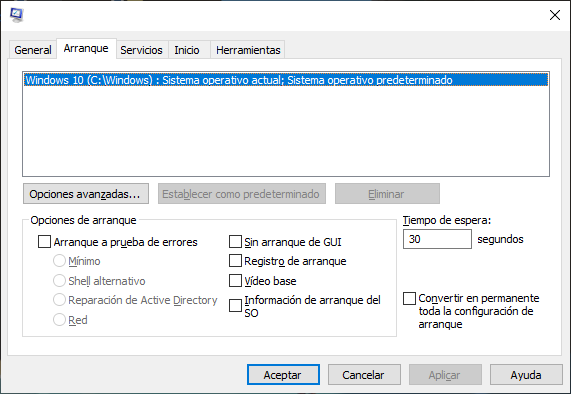 General
Arranque
Servicios
Inicio
Herramientas
Windows 10 (C:\Windows) : Sistema operativo actual; Sistema operativo predeterminado
Opciones avanzadas...
Establecer como predeterminado
Eliminar
Opciones de arranque
Arranque a prueba de errores
Mínimo
Shell alternativo
Reparación de Active Directory
Red
Sin arranque de GUI
Registro de arranque
Vídeo base
Información de arranque del
SO
Tiempo de espera:
30 segundos
Convertir en permanente
toda la configuración de
arranque
Aceptar
Cancelar
Aplicar
Ayuda